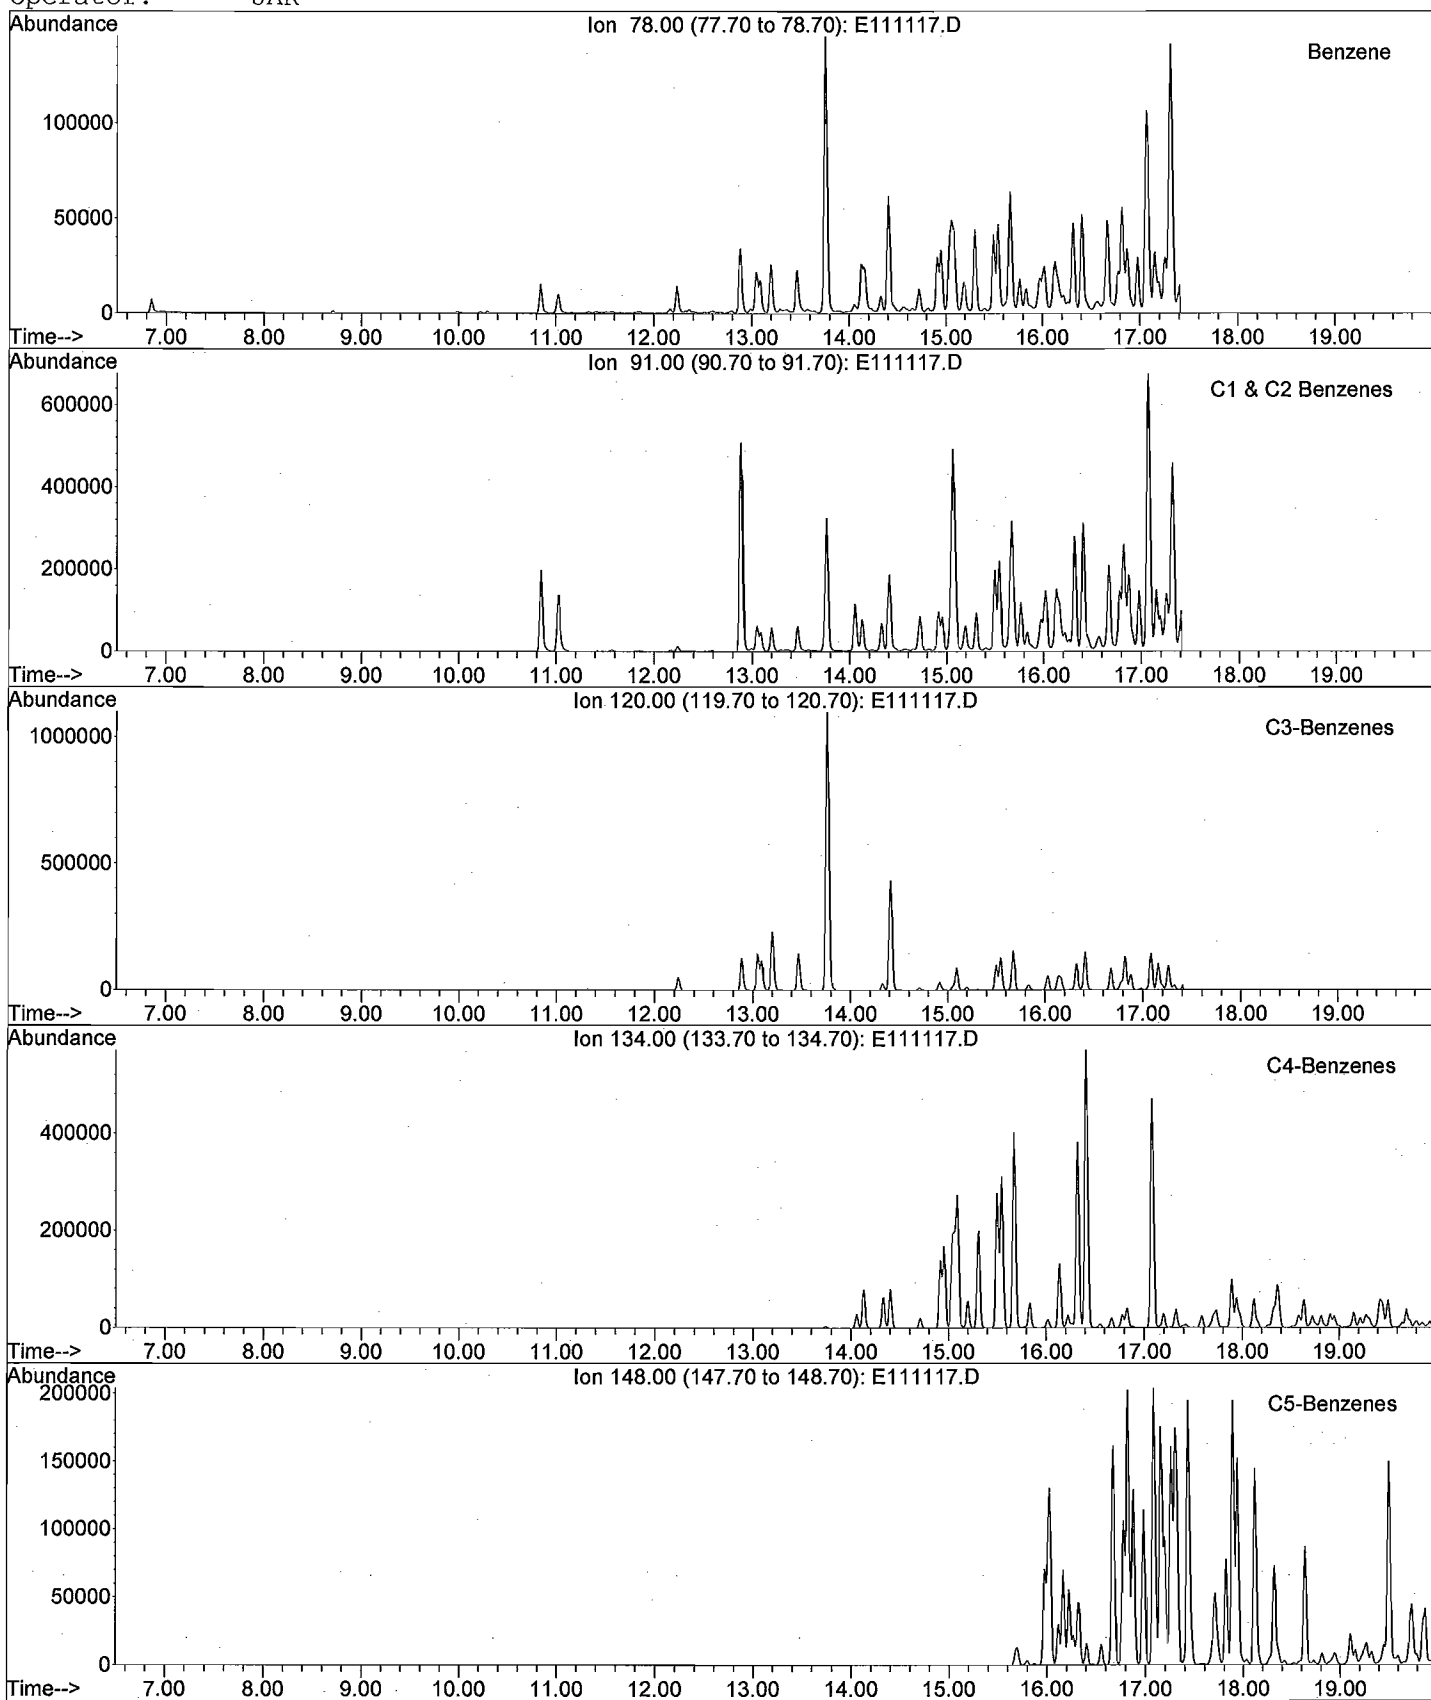 Abundance
Ion 78.00 (77.70 to 78.70): E111117.D
Benzene
100000
50000
0
Time--> 7.00 8.00 9.00 10.00 11.00 12.00 13.00 14.00 15.00 16.00 17.00 18.00 19.00
Abundance
Ion 91.00 (90.70 to 91.70): E111117.D
C1 & C2 Benzenes
600000
400000
200000
0
Time--> 7.00 8.00 9.00 10.00 11.00 12.00 13.00 14.00 15.00 16.00 17.00 18.00 19.00
Abundance
Ion 120.00 (119.70 to 120.70): E111117.D
C3-Benzenes
1000000
500000
0
Time--> 7.00 8.00 9.00 10.00 11.00 12.00 13.00 14.00 15.00 16.00 17.00 18.00 19.00
Abundance
Ion 134.00 (133.70 to 134.70): E111117.D
C4-Benzenes
400000
200000
0
Time--> 7.00 8.00 9.00 10.00 11.00 12.00 13.00 14.00 15.00 16.00 17.00 18.00 19.00
Abundance
Ion 148.00 (147.70 to 148.70): E111117.D
C5-Benzenes
200000
150000
100000
50000
0
Time--> 7.00 8.00 9.00 10.00 11.00 12.00 13.00 14.00 15.00 16.00 17.00 18.00 19.00